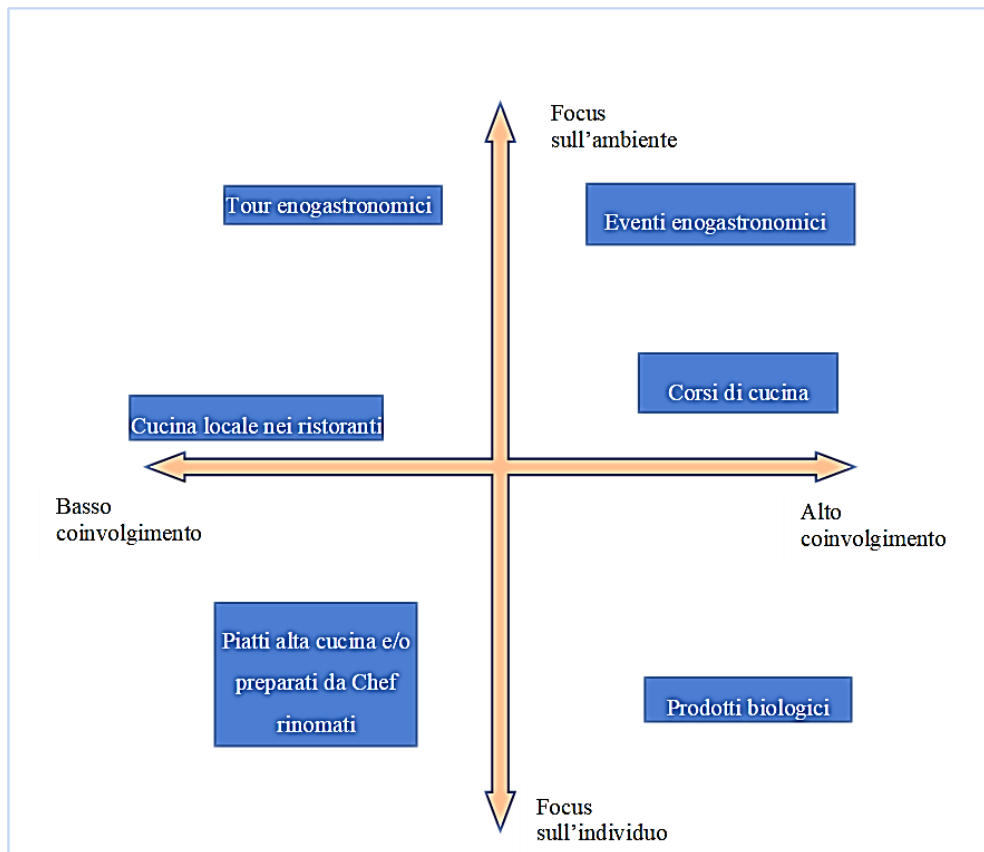 Focus
sull’ambiente
Tour enogastronomici
Eventi enogastronomici
Corsi di cucina
Cucina locale nei ristoranti
Basso
coinvolgimento
Alto
coinvolgimento
Piatti alta cucina e/o
preparati da Chef
rinomati
Prodotti biologici
Focus
sull’individuo